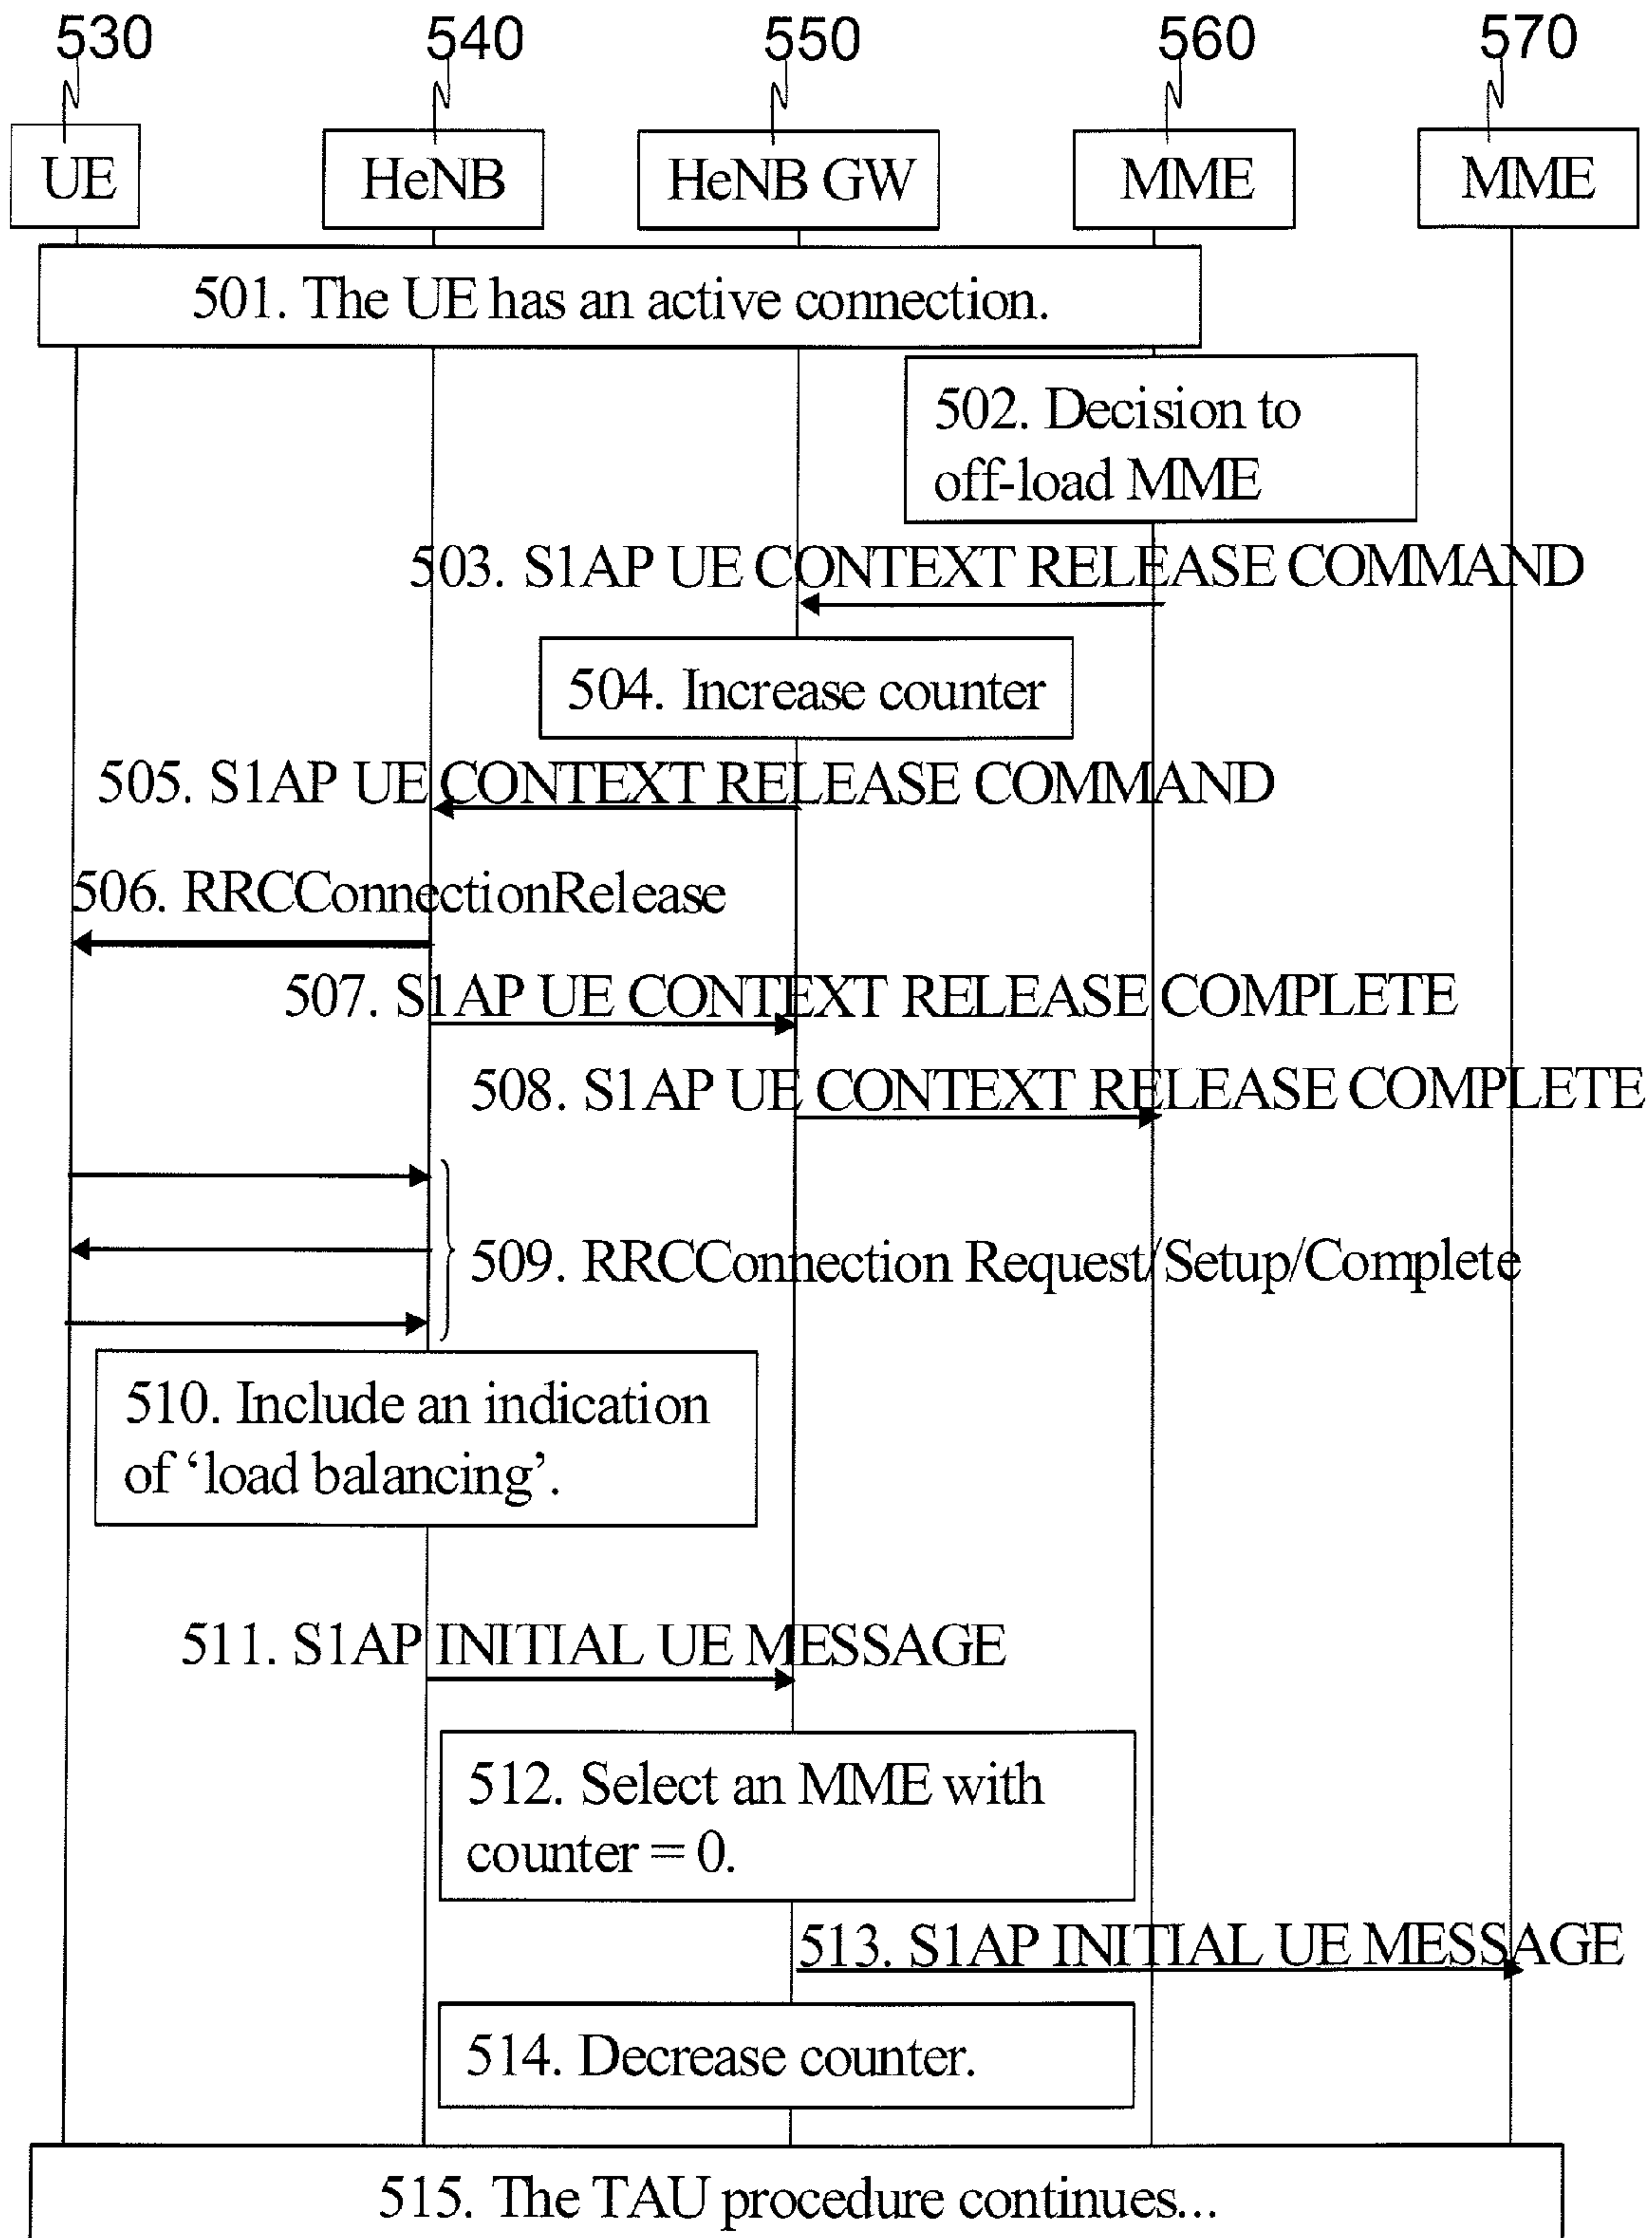 530 540 550 560 570
UE HeNB HeNB GW MME MME
501. The UE has an active connection.
502. Decision to
off-load MME
503. S1AP UE CONTEXT RELEASE COMMAND
504. Increase counter
505. S1AP UE CONTEXT RELEASE COMMAND
506. RRCConnectionRelease
507. S1AP UE CONTEXT RELEASE COMPLETE
508. S1AP UE CONTEXT RELEASE COMPLETE
509. RRCConnection Request/Setup/Complete
510. Include an indication
of ‘load balancing’.
511. S1AP INITIAL UE MESSAGE
512. Select an MME with
counter = 0.
513. S1AP INITIAL UE MESSAGE
514. Decrease counter.
515. The TAU procedure continues...